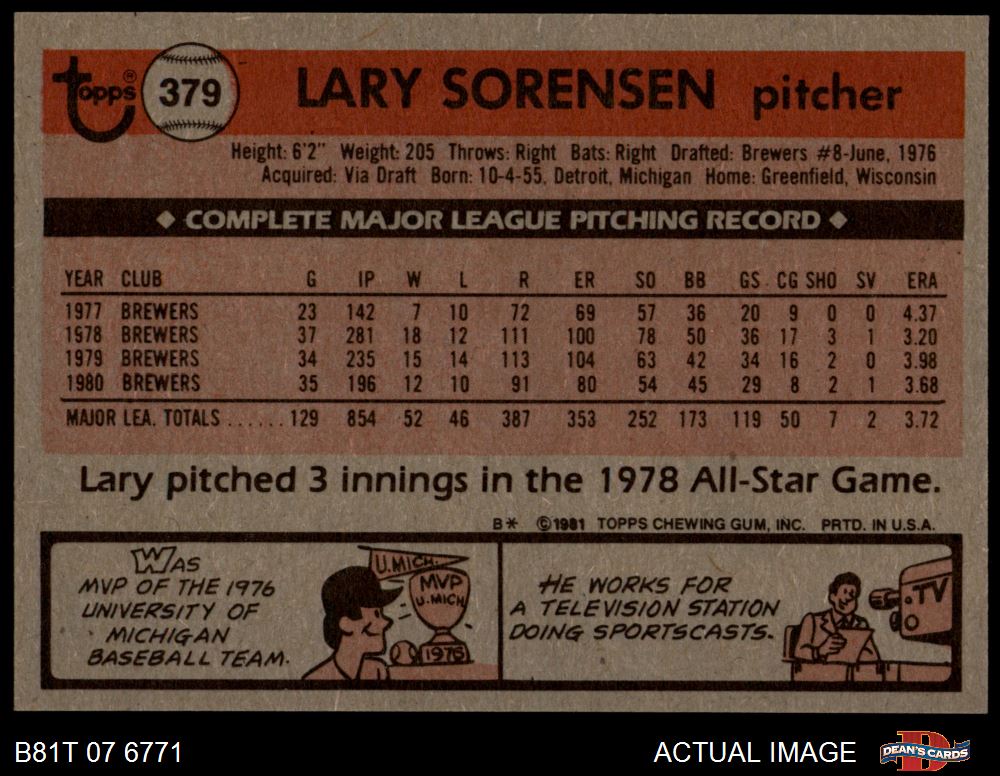 topps® 379 LARY SORENSEN pitcher
Height: 6'2" Weight: 205 Throws: Right Bats: Right Drafted: Brewers #8-June, 1976
Acquired: Via Draft Born: 10-4-55, Detroit, Michigan Home: Greenfield, Wisconsin
◆ COMPLETE MAJOR LEAGUE PITCHING RECORD ◆
YEAR CLUB G IP W L R ER SO BB GS CG SHO SV ERA
1977 BREWERS 23 142 7 10 72 69 57 36 20 9 0 0 4.37
1978 BREWERS 37 281 18 12 111 100 78 50 36 17 3 1 3.20
1979 BREWERS 34 235 15 14 113 104 63 42 34 16 2 0 3.98
1980 BREWERS 35 196 12 10 91 80 54 45 29 8 2 1 3.68
MAJOR LEA. TOTALS ...... 129 854 52 46 387 353 252 173 119 50 7 2 3.72
Lary pitched 3 innings in the 1978 All-Star Game.
B* ©1981 TOPPS CHEWING GUM, INC. PRTD. IN U.S.A.
WAS
MVP OF THE 1976
UNIVERSITY OF
MICHIGAN
BASEBALL TEAM.
U. MICH.
MVP
U. MICH
1976
HE WORKS FOR
A TELEVISION STATION
DOING SPORTSCASTS.
TV
B81T 07 6771 ACTUAL IMAGE DEAN'S CARDS